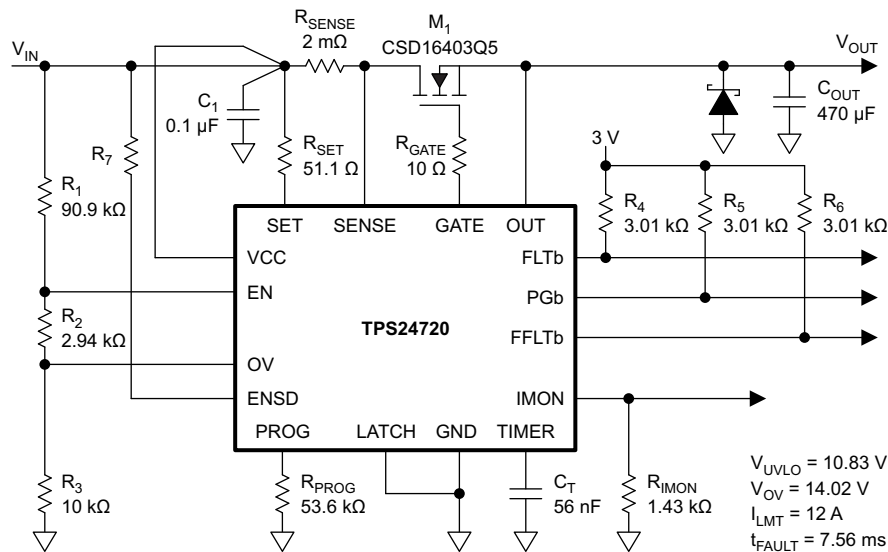 R_SENSE
2 mΩ
M_1
CSD16403Q5
V_IN
V_OUT
C_1
0.1 µF
C_OUT
470 µF
R_7
R_SET
51.1 Ω
R_GATE
10 Ω
3 V
R_1
90.9 kΩ
R_4
3.01 kΩ
R_5
3.01 kΩ
R_6
3.01 kΩ
SET
SENSE
GATE
OUT
VCC
FLTb
EN
PGb
R_2
2.94 kΩ
TPS24720
FFLTb
OV
ENSD
IMON
PROG
LATCH
GND
TIMER
R_3
10 kΩ
R_PROG
53.6 kΩ
C_T
56 nF
R_IMON
1.43 kΩ
V_UVLO = 10.83 V
V_OV = 14.02 V
I_LMT = 12 A
t_FAULT = 7.56 ms